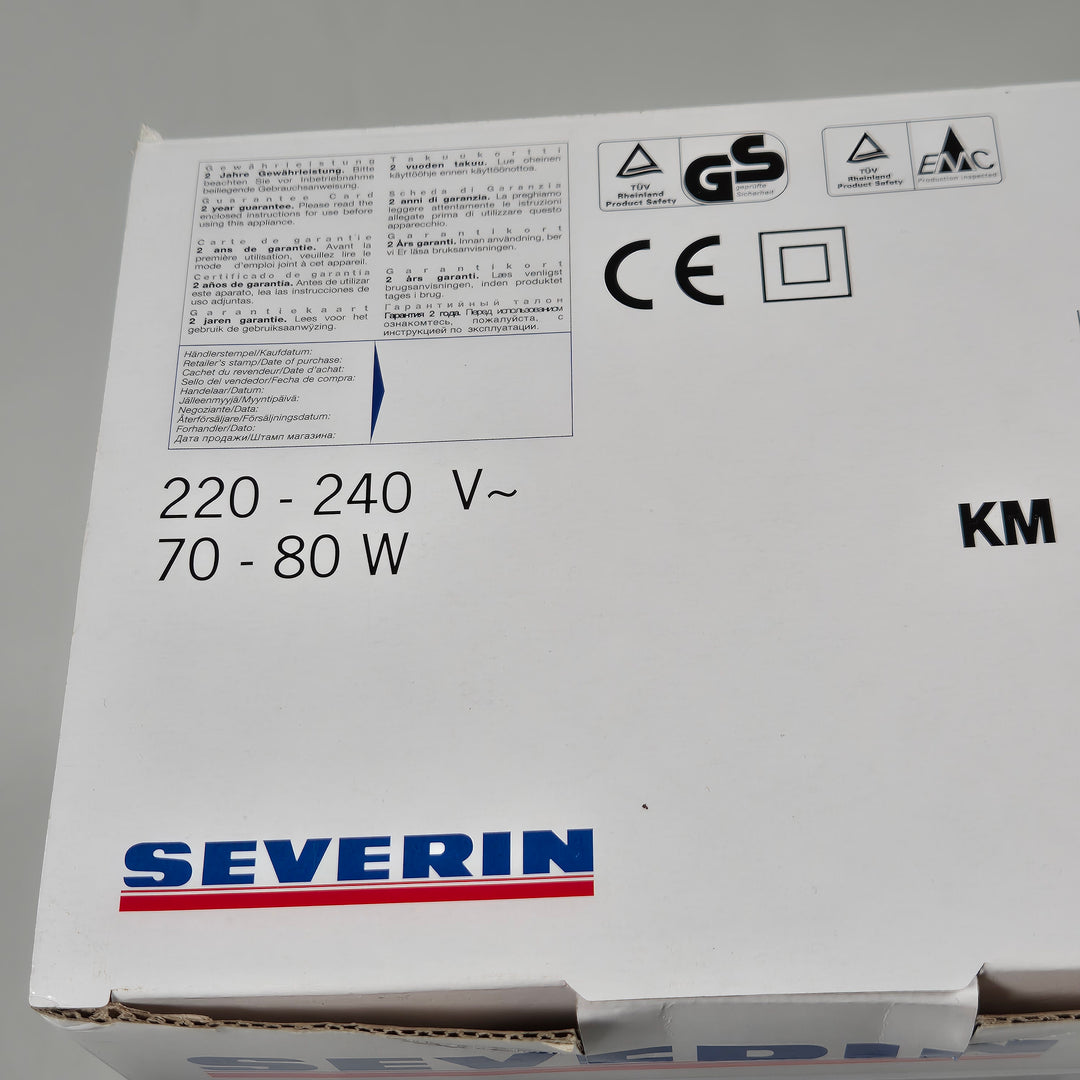 Gewährleistung
2 Jahre Gewährleistung. Bitte
beachten Sie vor Inbetriebnahme
beiliegende Gebrauchsanweisung.
Guarantee Card
2 year guarantee. Please read the
enclosed instructions for use before
using this appliance.
Carte de garantie
2 ans de garantie. Avant la
première utilisation, veuillez lire le
mode d'emploi joint à cet appareil.
Certificado de garantia
2 años de garantia. Antes de utilizar
este aparato, lea las instrucciones de
uso adjuntas.
Garantiekaart
2 jaren garantie. Lees voor het
gebruik de gebruiksaanwÿzing.
Takuukortti
2 vuoden takuu. Lue oheinen
käyttöohje ennen käyttöönottoa.
Scheda di Garanzia
2 anni di garanzia. La preghiamo
leggere attentamente le istruzioni
allegate prima di utilizzare questo
apparecchio.
Garantikort
2 Års garanti. Innan användning, ber
vi Er läsa bruksanvisningen.
Garantikort
2 års garanti. Læs venligst
brugsanvisningen, inden produktet
tages i brug.
Гарантийный талон
Гарантия 2 года. Перед использованием
ознакомтесь, пожалуйста, с
инструкцией по эксплуатации.
Händlerstempel/Kaufdatum:
Retailer's stamp/Date of purchase:
Cachet du revendeur/Date d'achat:
Sello del vendedor/Fecha de compra:
Handelaar/Datum:
Jälleenmyyjä/Myyntipäivä:
Negoziante/Data:
Återförsäljare/Försäljningsdatum:
Forhandler/Dato:
Дата продажи/Штамп магазина:
TÜV
Rheinland
Product Safety
GS
geprüfte
Sicherheit
TÜV
Rheinland
Product Safety
EMC
Production inspected
CE
220 - 240 V~
70 - 80 W
KM
SEVERIN
SEVERIN